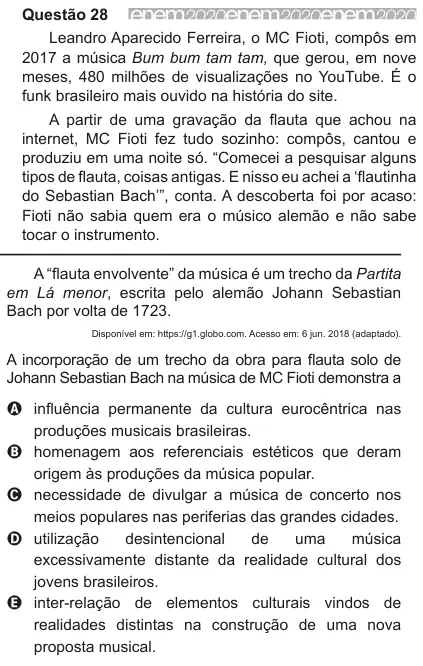 Questão 28 enem2020enem2020enem2020
Leandro Aparecido Ferreira, o MC Fioti, compôs em
2017 a música Bum bum tam tam, que gerou, em nove
meses, 480 milhões de visualizações no YouTube. É o
funk brasileiro mais ouvido na história do site.
A partir de uma gravação da flauta que achou na
internet, MC Fioti fez tudo sozinho: compôs, cantou e
produziu em uma noite só. “Comecei a pesquisar alguns
tipos de flauta, coisas antigas. E nisso eu achei a ‘flautinha
do Sebastian Bach’”, conta. A descoberta foi por acaso:
Fioti não sabia quem era o músico alemão e não sabe
tocar o instrumento.
A “flauta envolvente” da música é um trecho da Partita
em Lá menor, escrita pelo alemão Johann Sebastian
Bach por volta de 1723.
Disponível em: https://g1.globo.com. Acesso em: 6 jun. 2018 (adaptado).
A incorporação de um trecho da obra para flauta solo de
Johann Sebastian Bach na música de MC Fioti demonstra a
A influência permanente da cultura eurocêntrica nas
produções musicais brasileiras.
B homenagem aos referenciais estéticos que deram
origem às produções da música popular.
C necessidade de divulgar a música de concerto nos
meios populares nas periferias das grandes cidades.
D utilização desintencional de uma música
excessivamente distante da realidade cultural dos
jovens brasileiros.
E inter-relação de elementos culturais vindos de
realidades distintas na construção de uma nova
proposta musical.